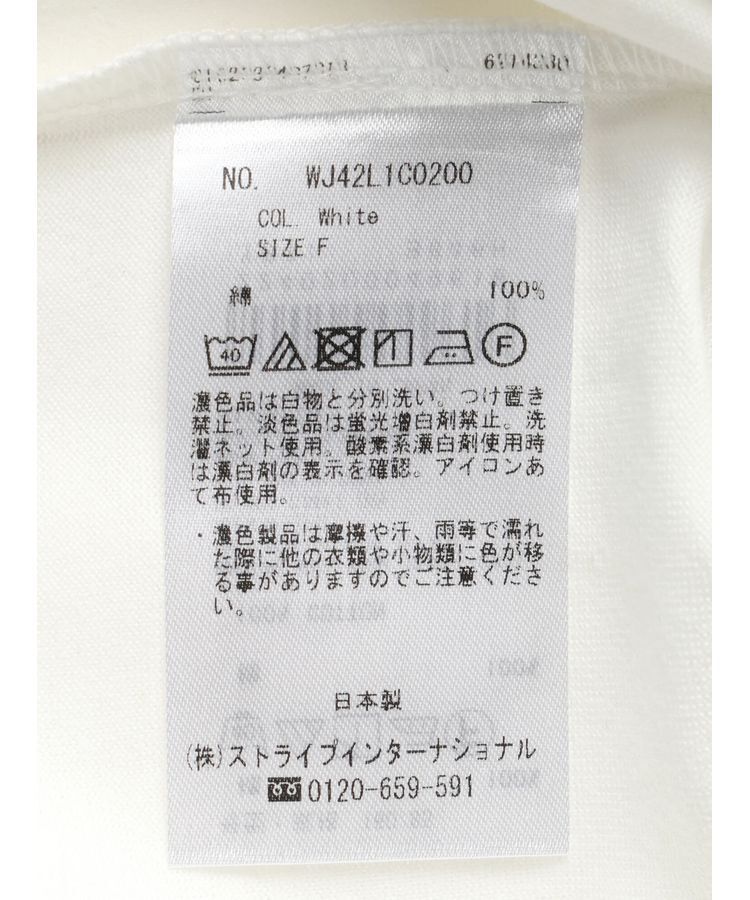 NO. WJ42L1C0200
COL. White
SIZE F
綿 100%
40 F
濃色品は白物と分別洗い。つけ置き
禁止。淡色品は蛍光増白剤禁止。洗
濯ネット使用。酸素系漂白剤使用時
は漂白剤の表示を確認。アイロンあ
て布使用。
・濃色製品は摩擦や汗、雨等で濡れ
た際に他の衣類や小物類に色が移
る事がありますのでご注意くださ
い。
日本製
(株)ストライプインターナショナル
0120-659-591